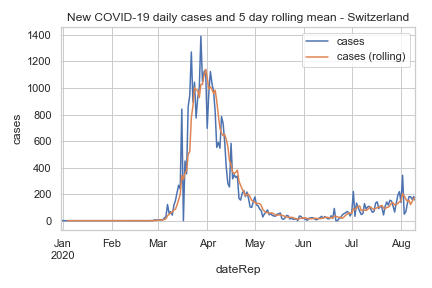 New COVID-19 daily cases and 5 day rolling mean - Switzerland
1400
1200
1000
800
600
400
200
0
cases
cases
cases (rolling)
Jan
2020
Feb
Mar
Apr
May
Jun
Jul
Aug
dateRep